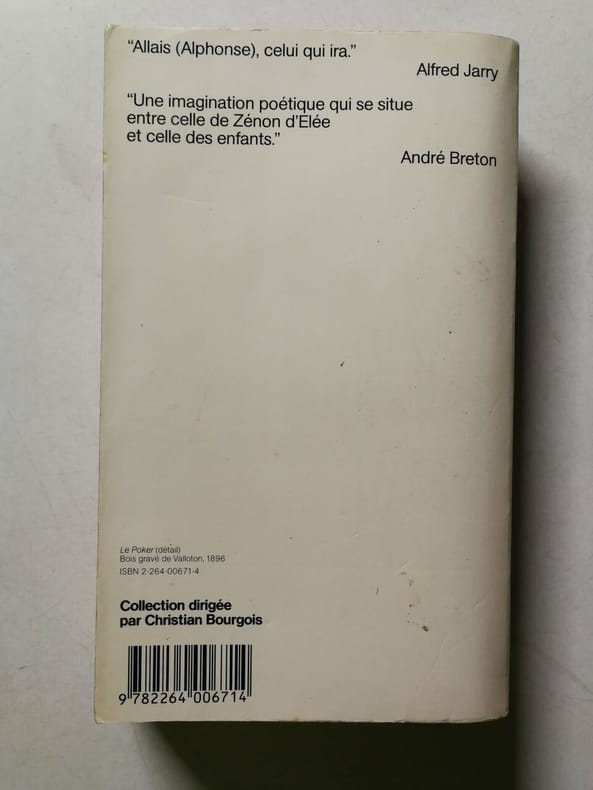 “Allais (Alphonse), celui qui ira.”
Alfred Jarry
“Une imagination poétique qui se situe
entre celle de Zénon d’Elée
et celle des enfants.”
André Breton
Le Poker (détail)
Bois gravé de Valloton, 1896
ISBN 2-264-00671-4
Collection dirigée
par Christian Bourgois
9 782264 006714